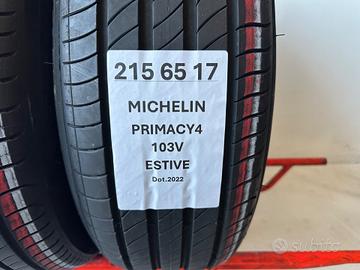 215 65 17
MICHELIN
PRIMACY4
103V
ESTIVE
Dot.2022
subito